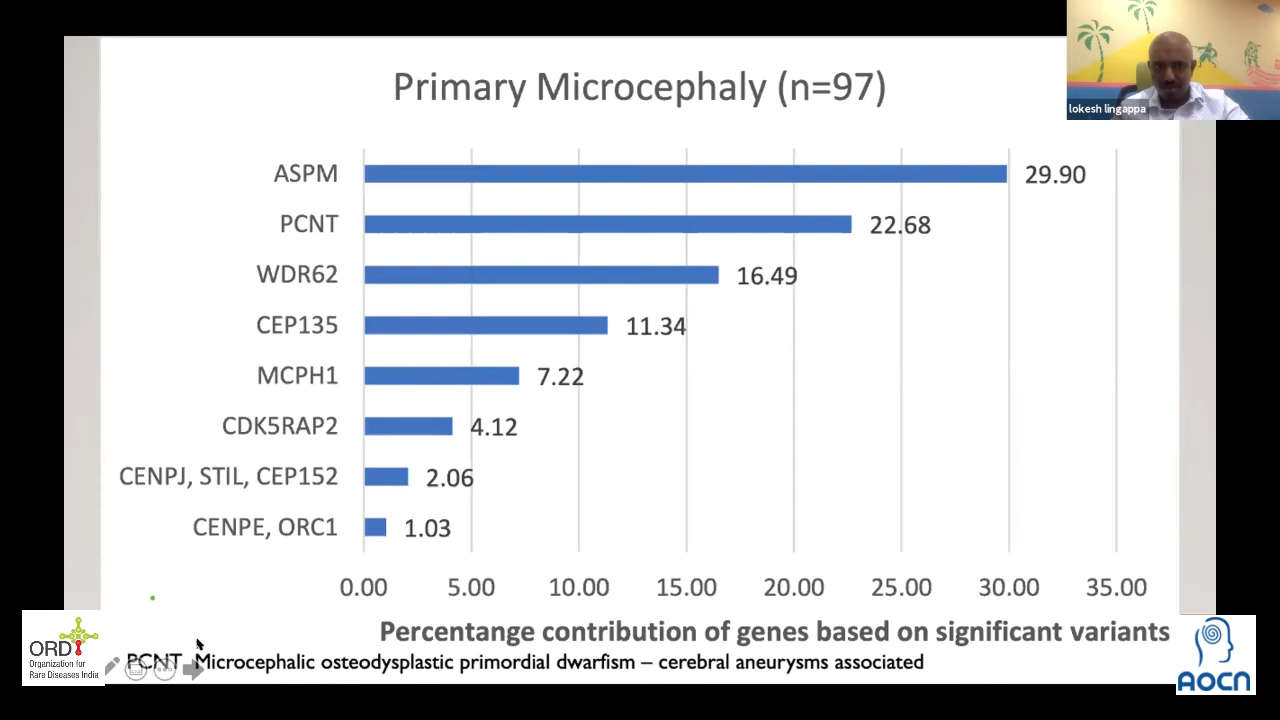 Primary Microcephaly (n=97)
lokesh lingappa
ASPM 29.90
PCNT 22.68
WDR62 16.49
CEP135 11.34
MCPH1 7.22
CDK5RAP2 4.12
CENPJ, STIL, CEP152 2.06
CENPE, ORC1 1.03
0.00 5.00 10.00 15.00 20.00 25.00 30.00 35.00
Percentange contribution of genes based on significant variants
PCNT Microcephalic osteodysplastic primordial dwarfism – cerebral aneurysms associated
ORDI
Organization for
Rare Diseases India
AOCN